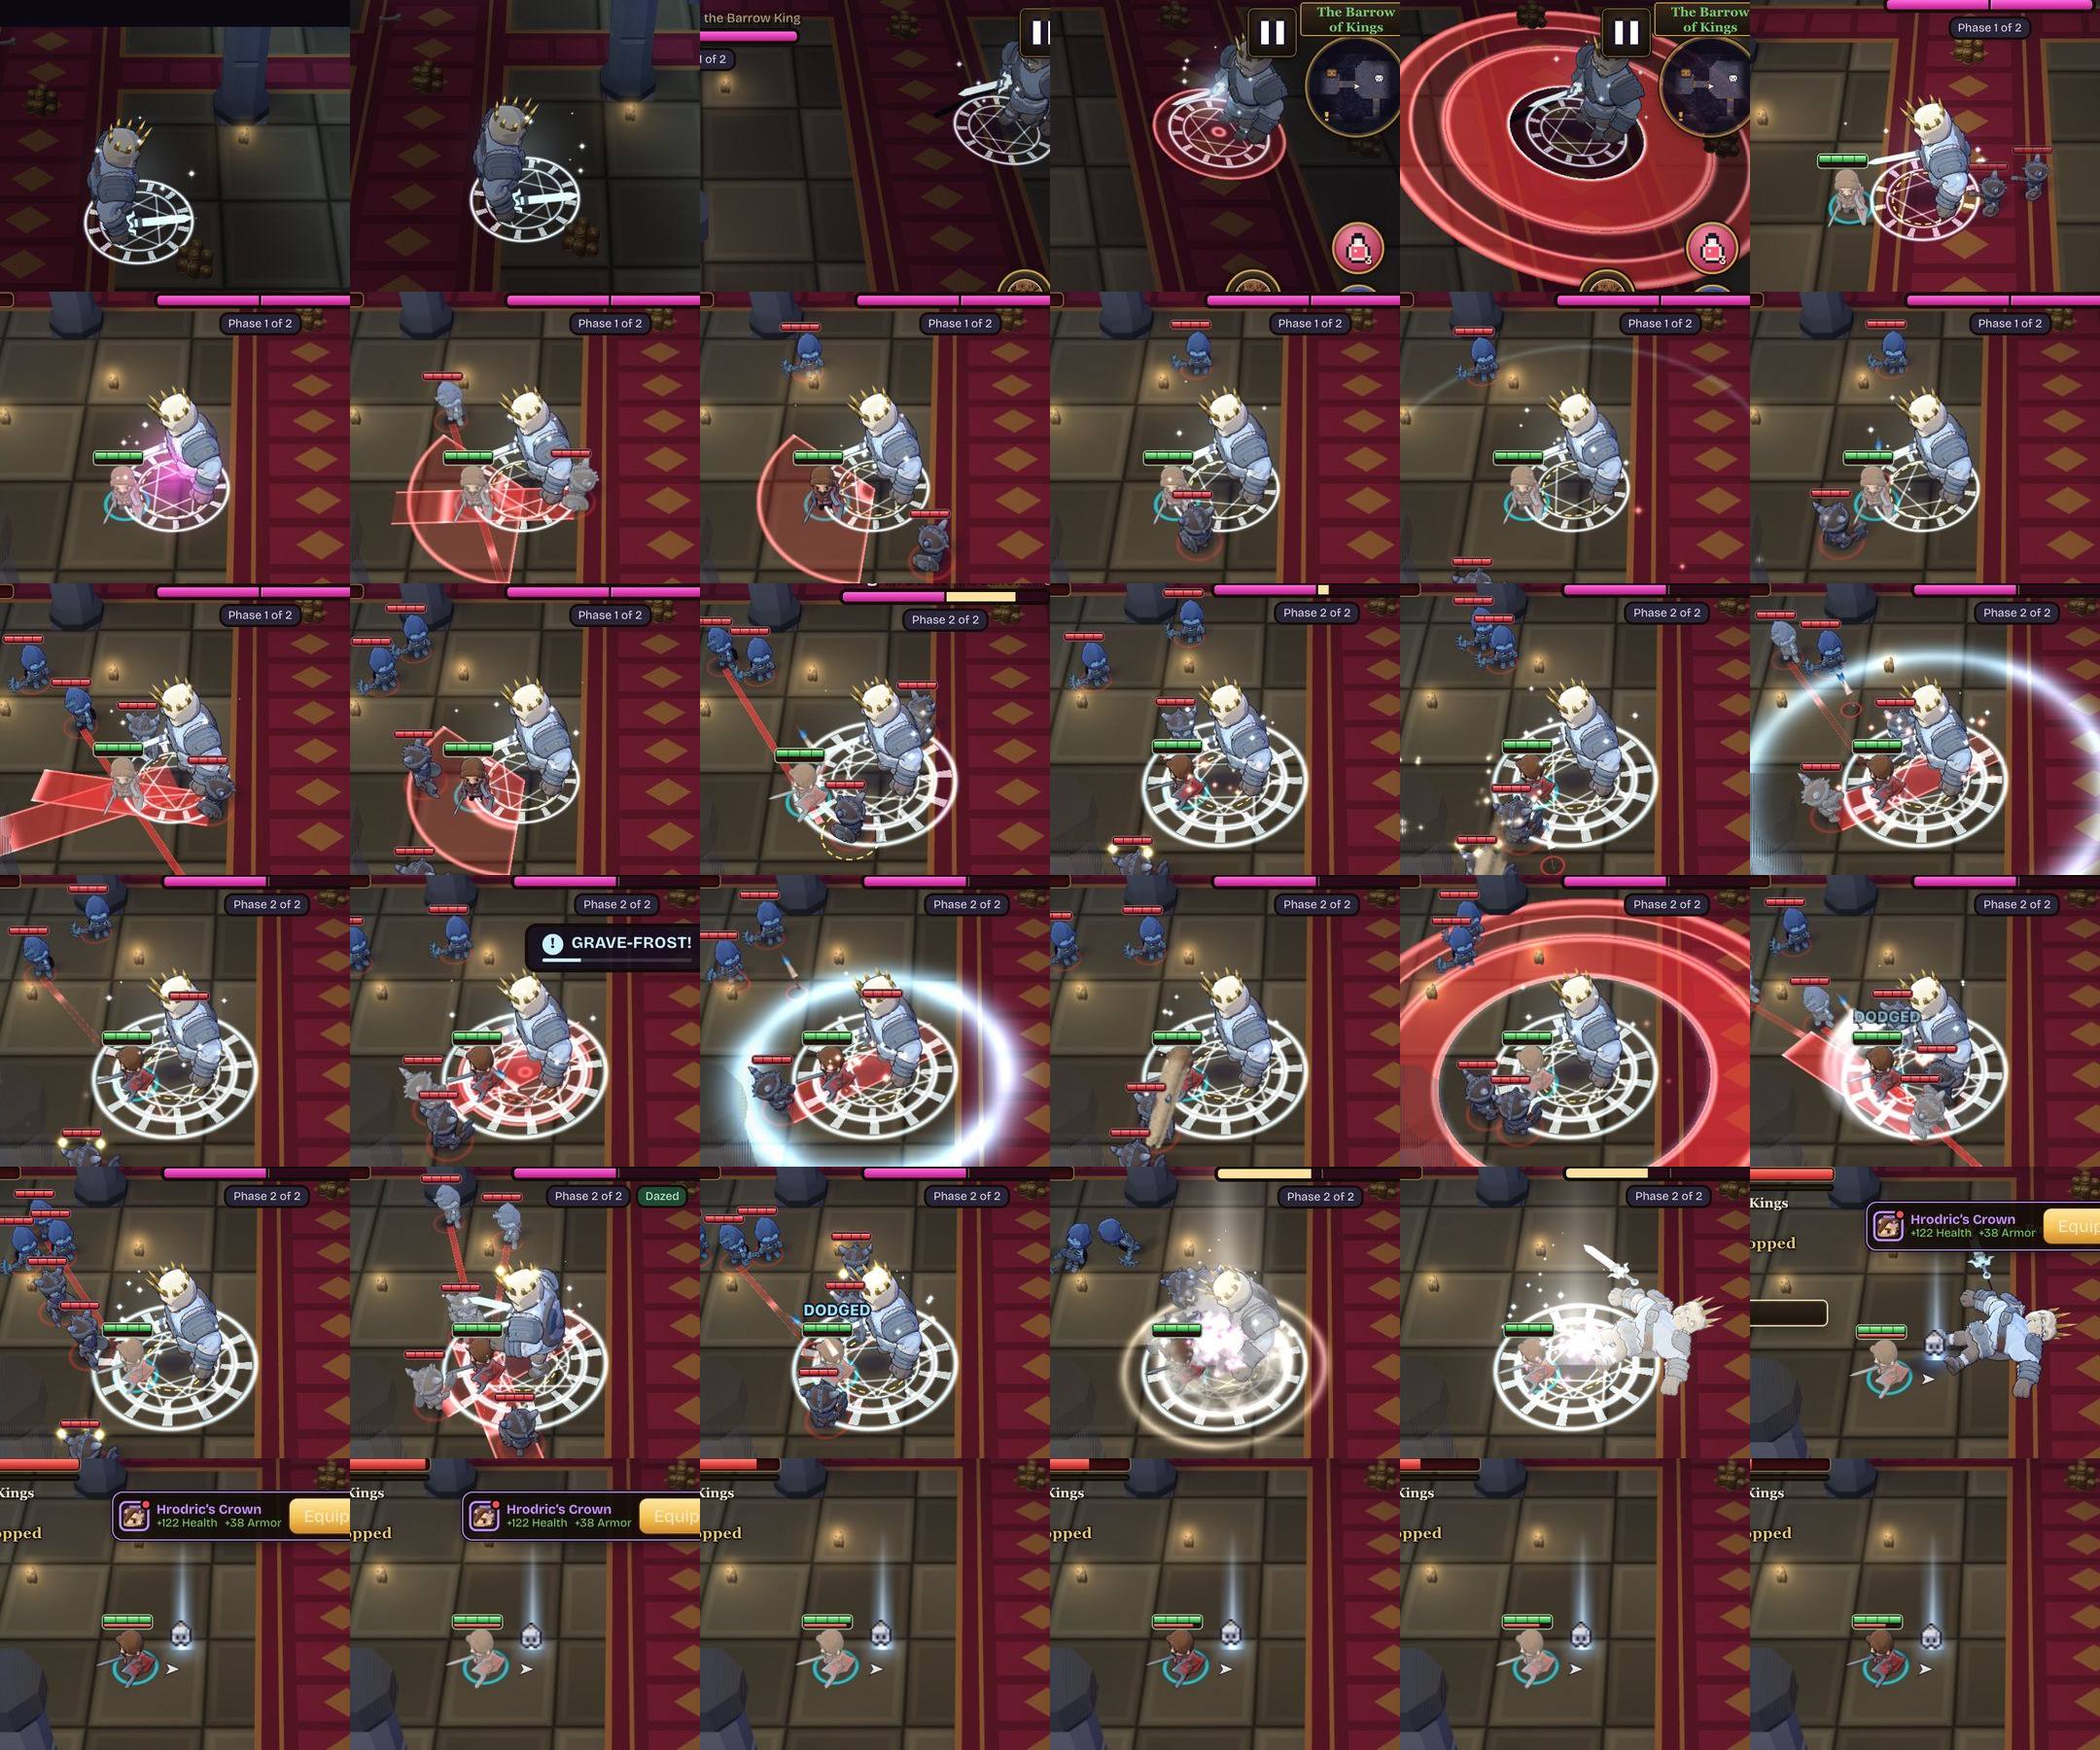 the Barrow King
1 of 2
The Barrow
of Kings
3
The Barrow
of Kings
3
Phase 1 of 2
Phase 1 of 2
Phase 1 of 2
Phase 1 of 2
Phase 1 of 2
Phase 1 of 2
Phase 1 of 2
Phase 1 of 2
Phase 1 of 2
Phase 2 of 2
Phase 2 of 2
Phase 2 of 2
Phase 2 of 2
Phase 2 of 2
Phase 2 of 2
GRAVE-FROST!
Phase 2 of 2
Phase 2 of 2
Phase 2 of 2
Phase 2 of 2
DODGED
Phase 2 of 2
Phase 2 of 2
Dazed
Phase 2 of 2
DODGED
Phase 2 of 2
Phase 2 of 2
Kings
opped
Hrodric's Crown
+122 Health +38 Armor
Equip
Kings
opped
Hrodric's Crown
+122 Health +38 Armor
Equip
Kings
opped
Hrodric's Crown
+122 Health +38 Armor
Equip
Kings
opped
Kings
opped
Kings
opped
Kings
opped